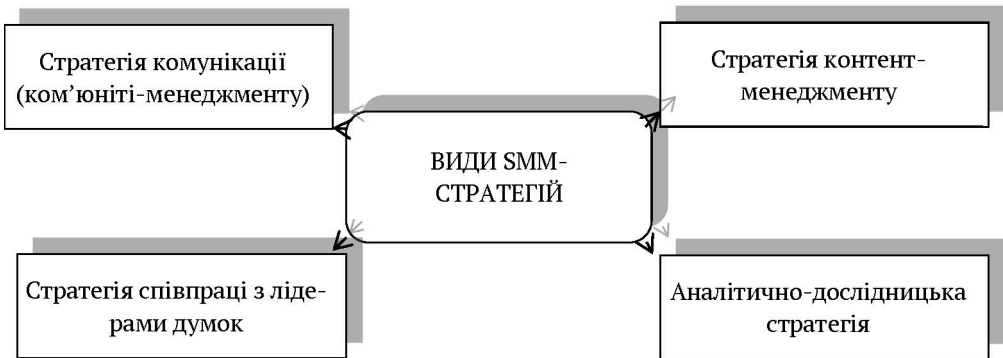 Стратегія комунікації
(ком’юніті-менеджменту)
Стратегія контент-
менеджменту
ВИДИ SMM-
СТРАТЕГІЙ
Стратегія співпраці з ліде-
рами думок
Аналітично-дослідницька
стратегія